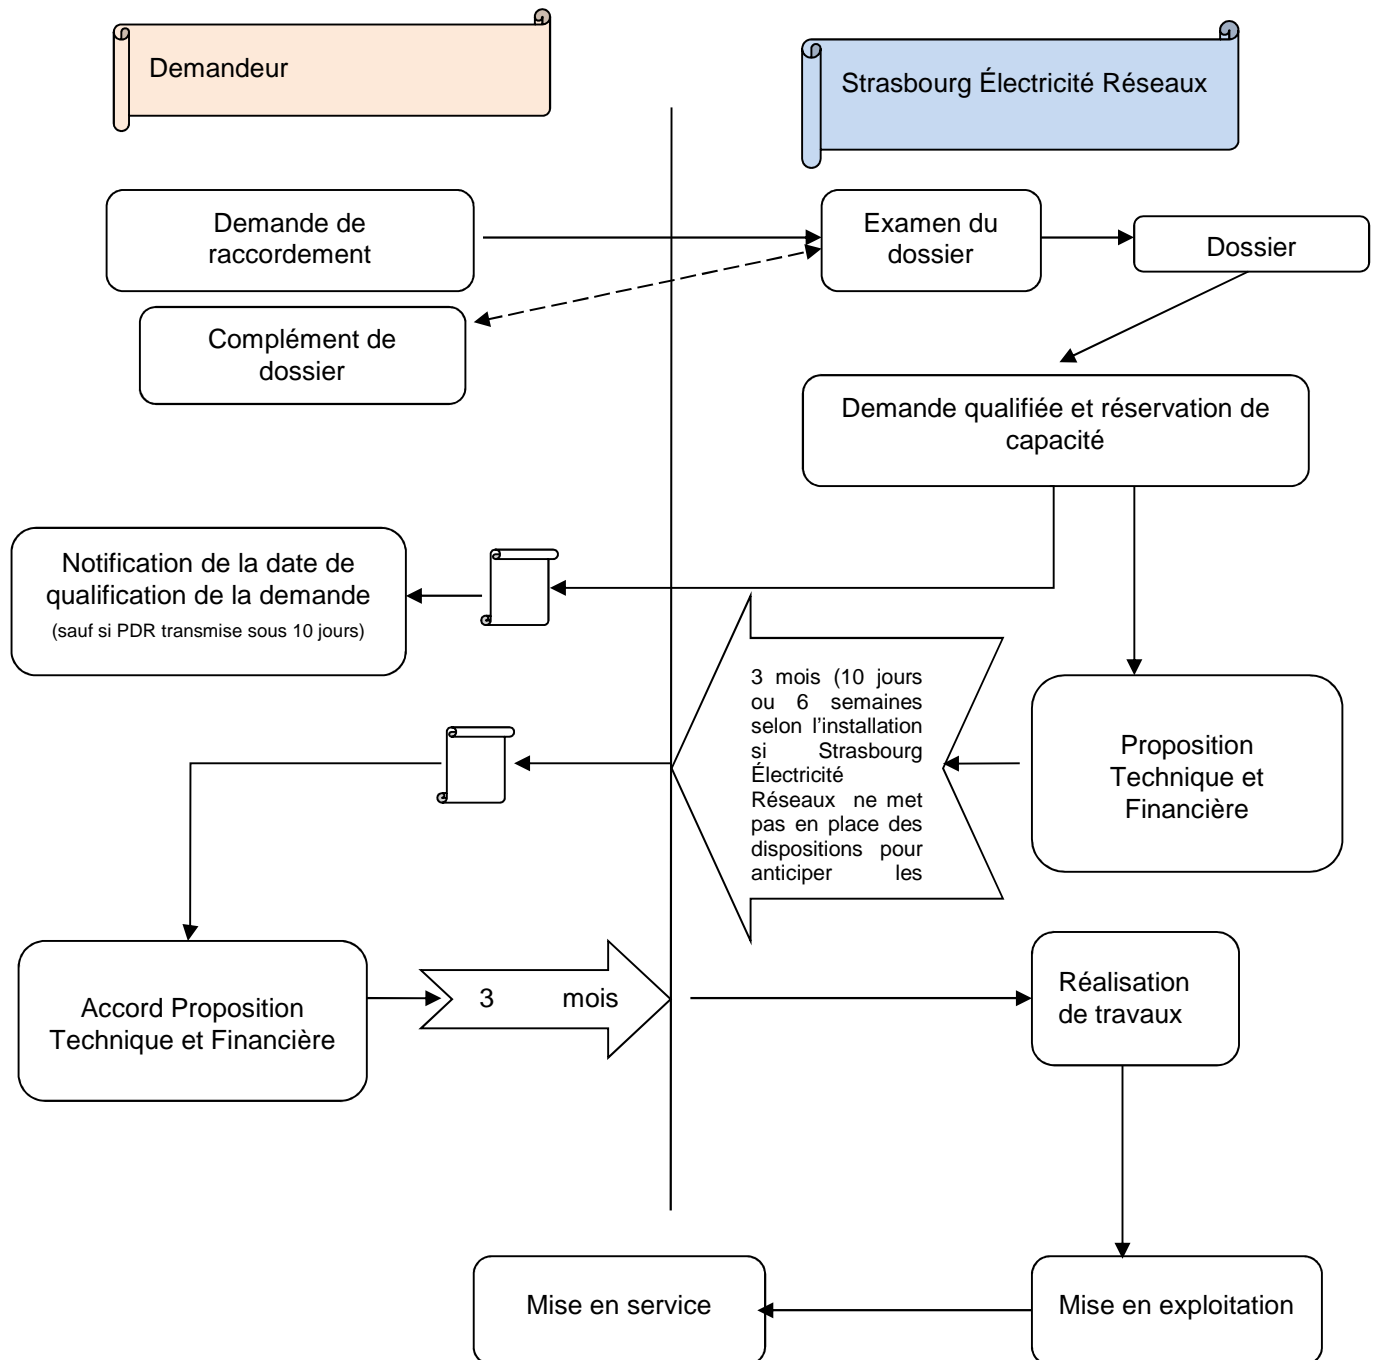 Demandeur
Strasbourg Électricité Réseaux
Demande de
raccordement
Examen du
dossier
Dossier
Complément de
dossier
Demande qualifiée et réservation de
capacité
Notification de la date de
qualification de la demande
(sauf si PDR transmise sous 10 jours)
3 mois (10 jours
ou 6 semaines
selon l’installation
si Strasbourg
Électricité
Réseaux ne met
pas en place des
dispositions pour
anticiper les
Proposition
Technique et
Financière
Accord Proposition
Technique et Financière
3 mois
Réalisation
de travaux
Mise en service
Mise en exploitation